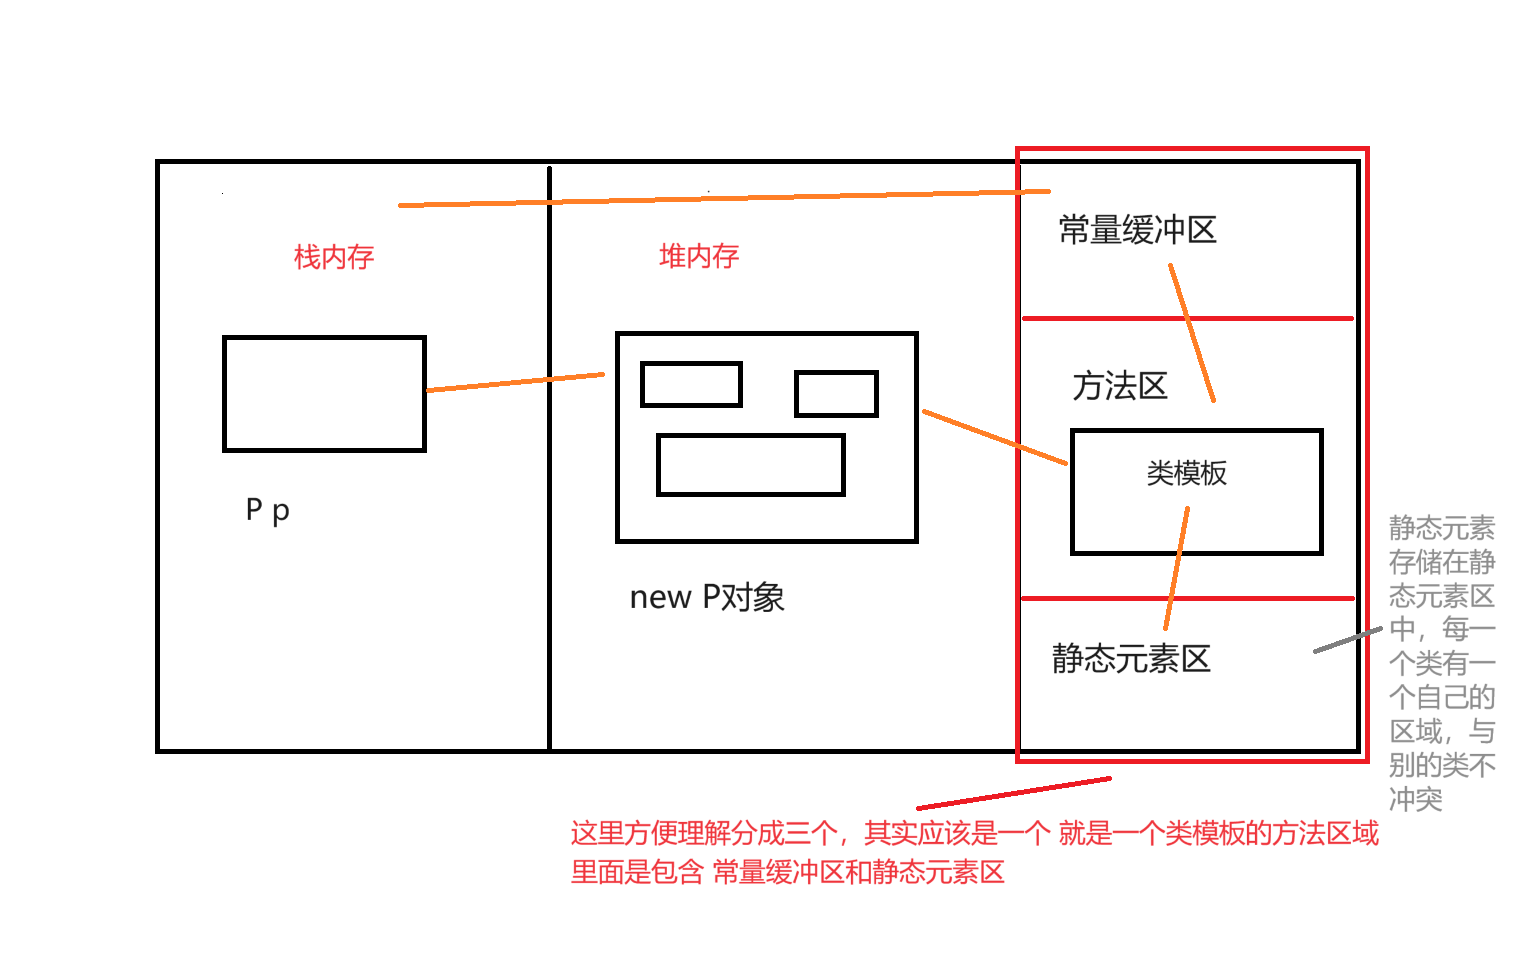 常量缓冲区
栈内存
堆内存
方法区
类模板
P p
new P对象
静态元素区
静态元素
存储在静
态元素区
中，每一
个类有一
个自己的
区域，与
别的类不
冲突
这里方便理解分成三个，其实应该是一个 就是一个类模板的方法区域
里面是包含 常量缓冲区和静态元素区